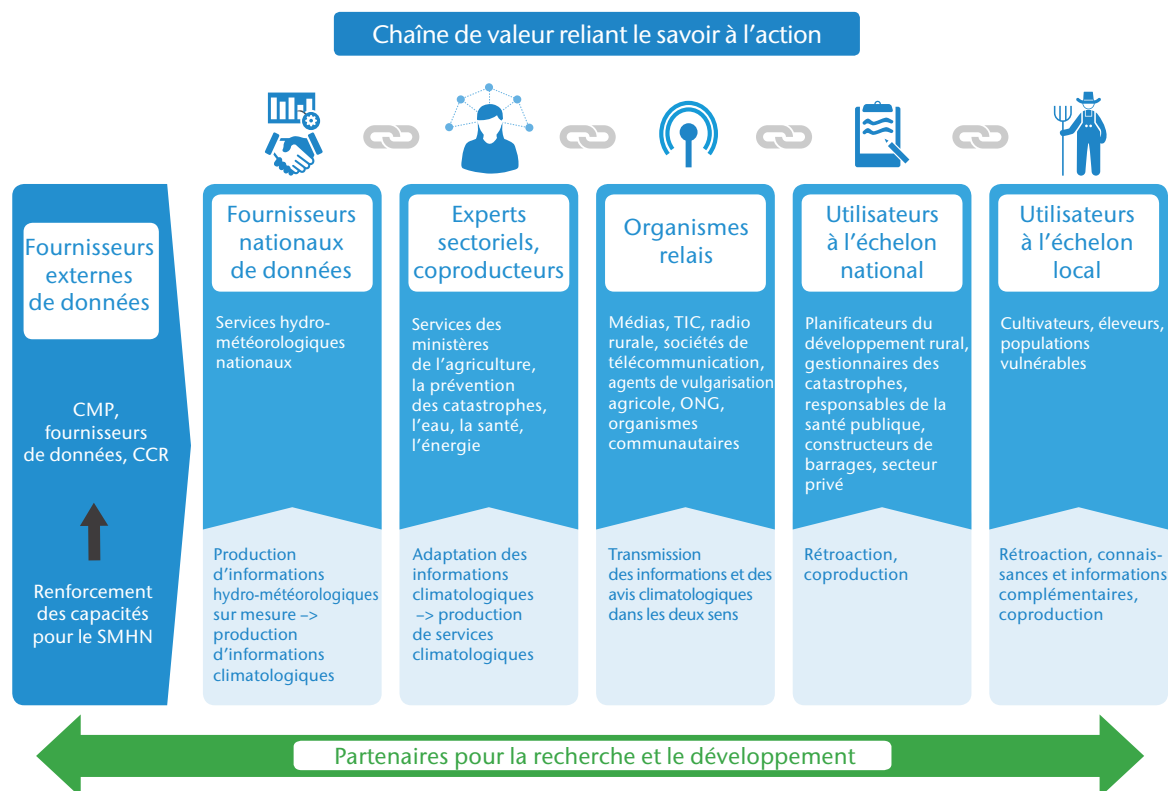 Chaîne de valeur reliant le savoir à l’action
Fournisseurs
externes
de données
CMP,
fournisseurs
de données, CCR
Renforcement
des capacités
pour le SMHN
Fournisseurs
nationaux
de données
Services hydro-
météorologiques
nationaux
Production
d’informations
hydro-météorologiques
sur mesure –>
production
d’informations
climatologiques
Experts
sectoriels,
coproducteurs
Services des
ministères
de l’agriculture,
la prévention
des catastrophes,
l’eau, la santé,
l’énergie
Adaptation des
informations
climatologiques
–> production
de services
climatologiques
Organismes
relais
Médias, TIC, radio
rurale, sociétés de
télécommunication,
agents de vulgarisation
agricole, ONG,
organismes
communautaires
Transmission
des informations et des
avis climatologiques
dans les deux sens
Utilisateurs
à l’échelon
national
Planificateurs du
développement rural,
gestionnaires des
catastrophes,
responsables de la
santé publique,
constructeurs de
barrages, secteur
privé
Rétroaction,
coproduction
Utilisateurs
à l’échelon
local
Cultivateurs, éleveurs,
populations
vulnérables
Rétroaction, connais-
sances et informations
complémentaires,
coproduction
Partenaires pour la recherche et le développement